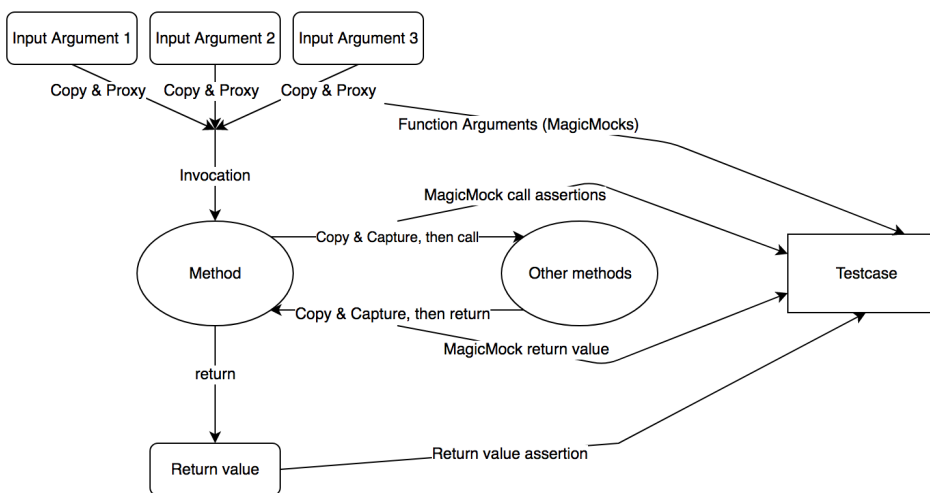 Input Argument 1
Input Argument 2
Input Argument 3
Copy & Proxy
Copy & Proxy
Copy & Proxy
Function Arguments (MagicMocks)
Invocation
MagicMock call assertions
Copy & Capture, then call
Method
Other methods
Testcase
Copy & Capture, then return
MagicMock return value
return
Return value assertion
Return value